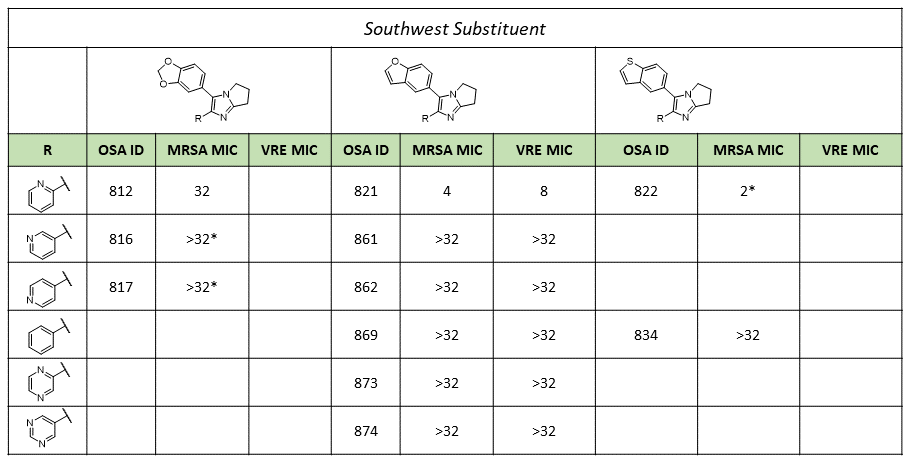 Southwest Substituent
O O N N R
O N N R
S N N R
R OSA ID MRSA MIC VRE MIC OSA ID MRSA MIC VRE MIC OSA ID MRSA MIC VRE MIC
N 812 32 821 4 8 822 2*
N 816 >32* 861 >32 >32
N 817 >32* 862 >32 >32
869 >32 >32 834 >32
N N 873 >32 >32
N N 874 >32 >32